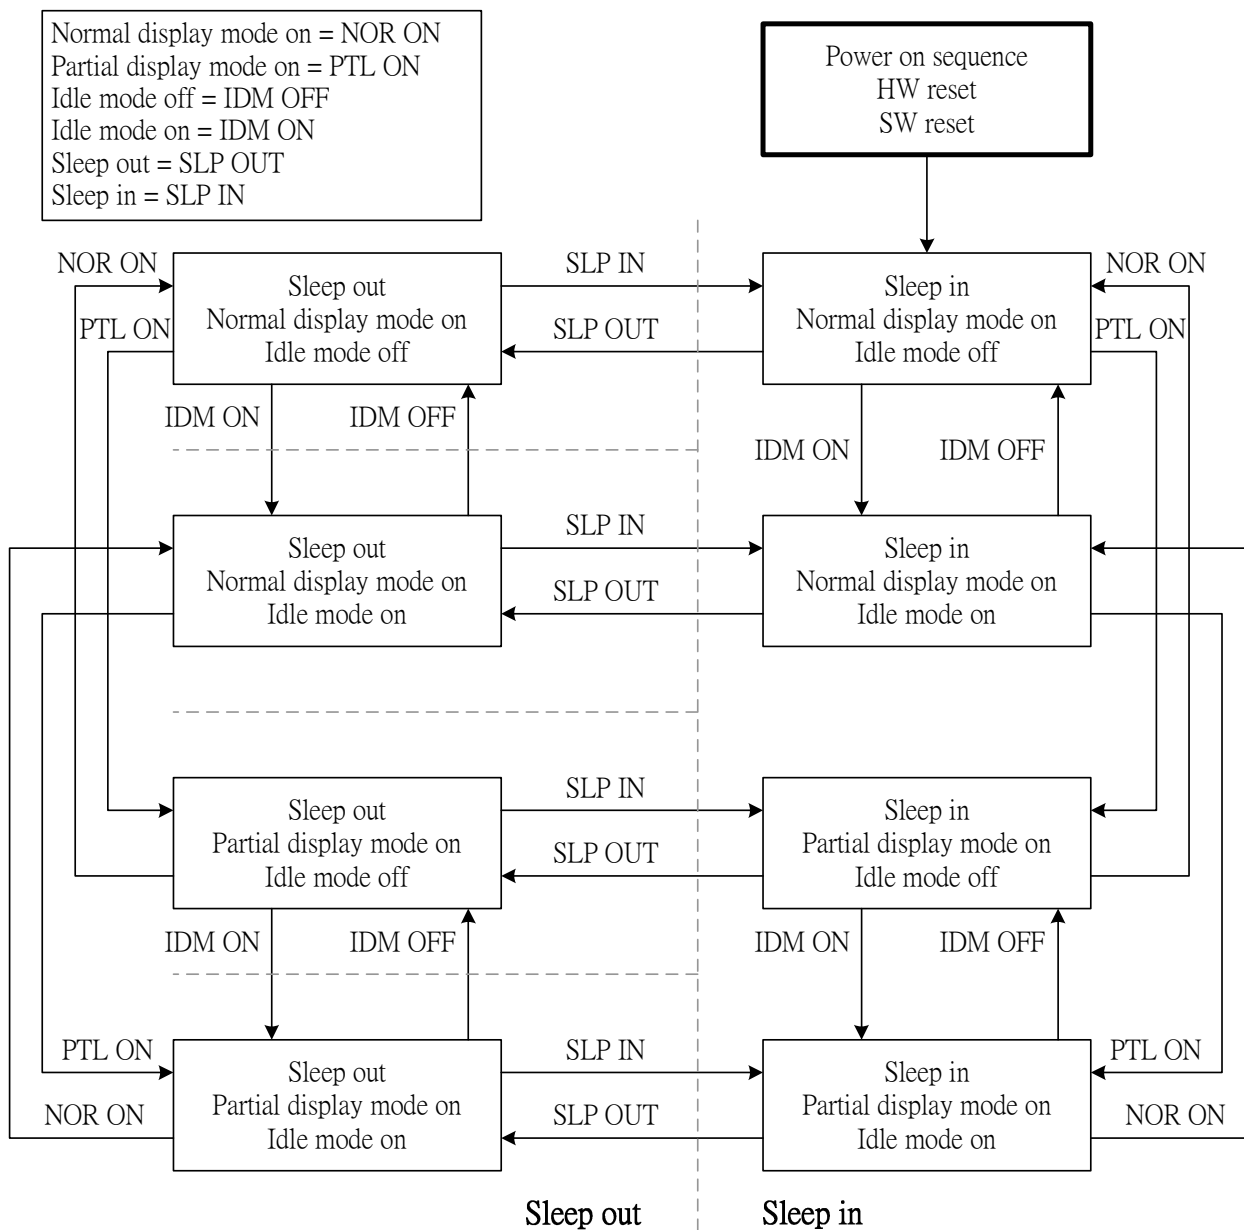 Normal display mode on = NOR ON
Partial display mode on = PTL ON
Idle mode off = IDM OFF
Idle mode on = IDM ON
Sleep out = SLP OUT
Sleep in = SLP IN
Power on sequence
HW reset
SW reset
NOR ON
PTL ON
Sleep out
Normal display mode on
Idle mode off
SLP IN
SLP OUT
Sleep in
Normal display mode on
Idle mode off
NOR ON
PTL ON
IDM ON
IDM OFF
IDM ON
IDM OFF
Sleep out
Normal display mode on
Idle mode on
SLP IN
SLP OUT
Sleep in
Normal display mode on
Idle mode on
Sleep out
Partial display mode on
Idle mode off
SLP IN
SLP OUT
Sleep in
Partial display mode on
Idle mode off
IDM ON
IDM OFF
IDM ON
IDM OFF
PTL ON
NOR ON
Sleep out
Partial display mode on
Idle mode on
SLP IN
SLP OUT
Sleep in
Partial display mode on
Idle mode on
PTL ON
NOR ON
Sleep out
Sleep in